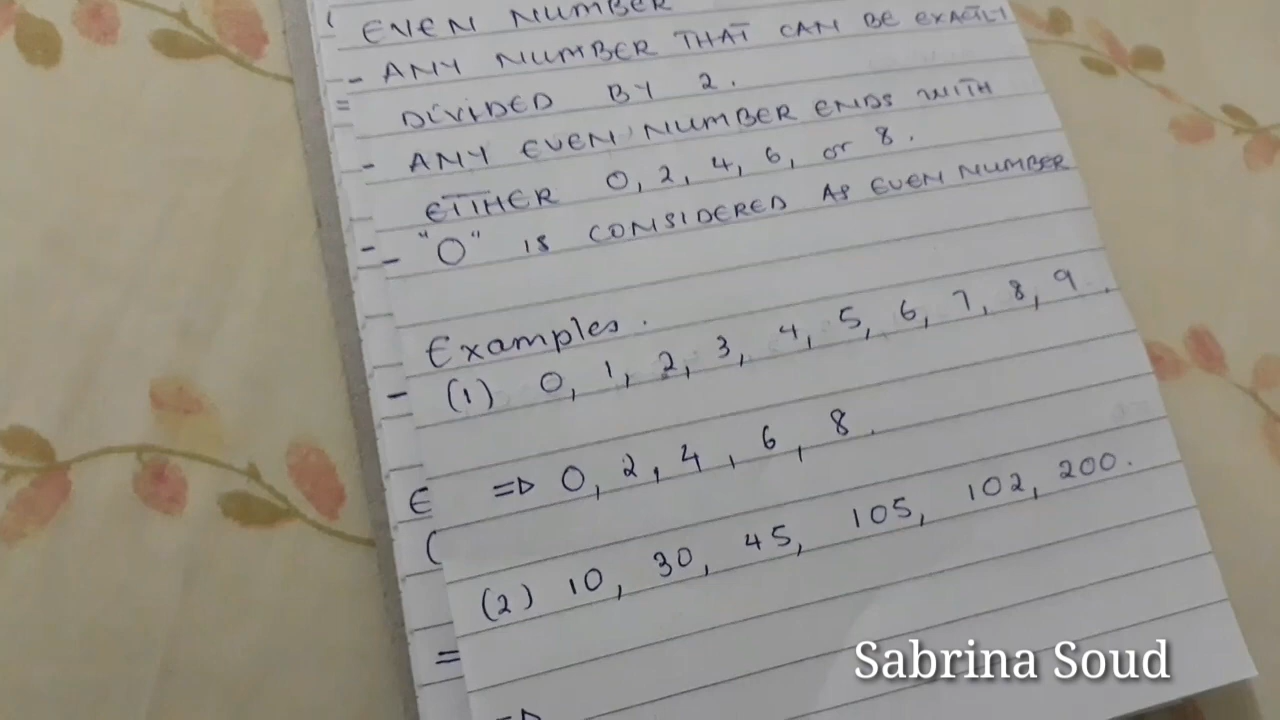 EVEN NUMBER
- ANY NUMBER THAT CAN BE EXACTLY
DIVIDED BY 2.
- ANY EVEN NUMBER ENDS WITH
EITHER 0, 2, 4, 6, or 8.
- "0" IS CONSIDERED AS EVEN NUMBER
Examples.
(1) 0, 1, 2, 3, 4, 5, 6, 7, 8, 9.
=> 0, 2, 4, 6, 8.
(2) 10, 30, 45, 105, 102, 200.
Sabrina Soud